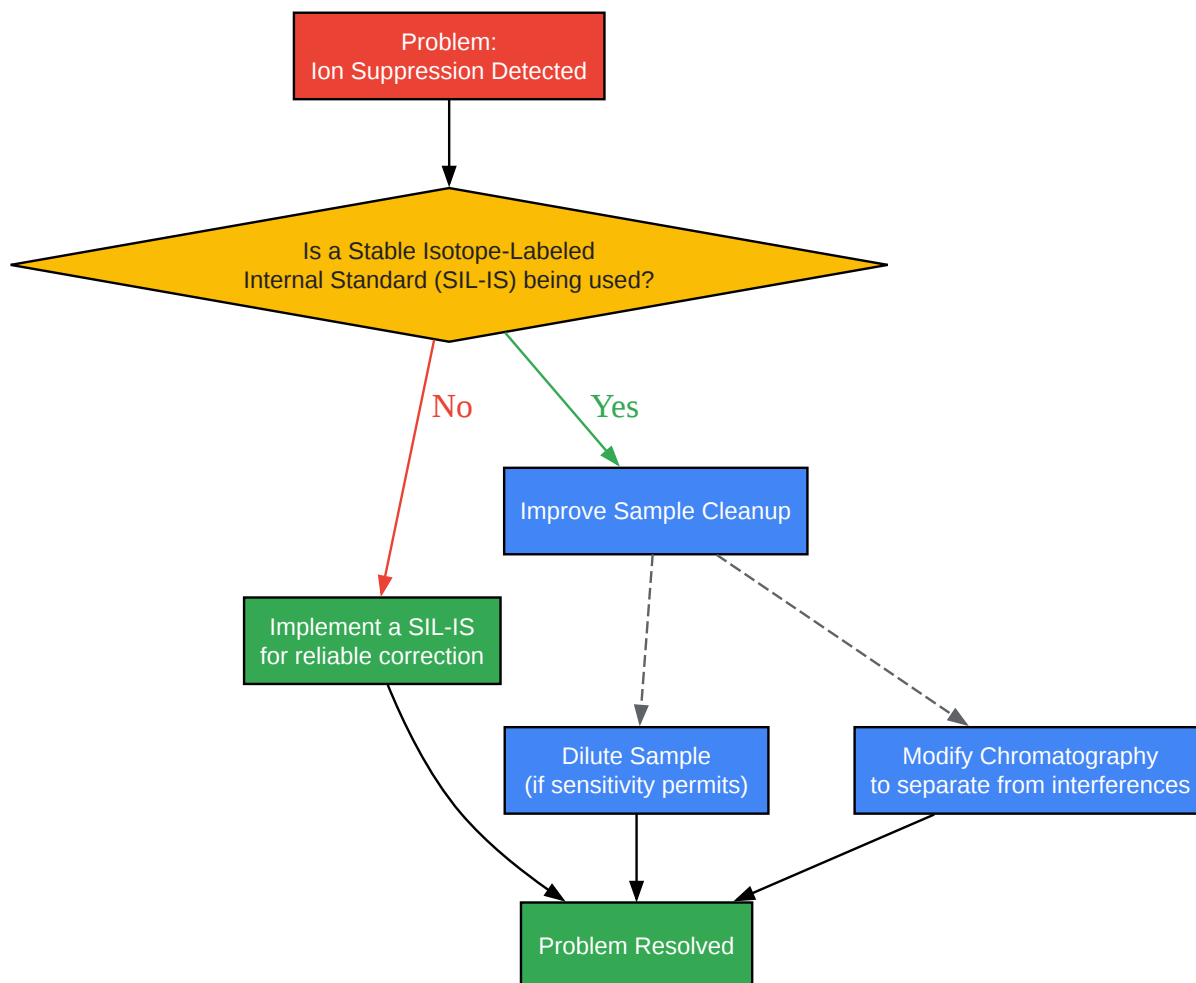 Problem:
Ion Suppression Detected
Is a Stable Isotope-Labeled
Internal Standard (SIL-IS) being used?
No
Yes
Improve Sample Cleanup
Implement a SIL-IS
for reliable correction
Dilute Sample
(if sensitivity permits)
Modify Chromatography
to separate from interferences
Problem Resolved